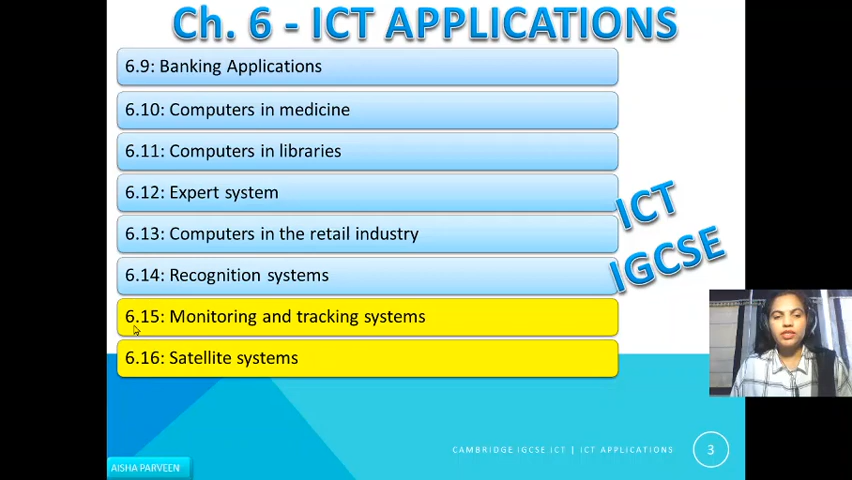 Ch. 6 - ICT APPLICATIONS
6.9: Banking Applications
6.10: Computers in medicine
6.11: Computers in libraries
6.12: Expert system
6.13: Computers in the retail industry
6.14: Recognition systems
6.15: Monitoring and tracking systems
6.16: Satellite systems
ICT
IGCSE
CAMBRIDGE IGCSE ICT | ICT APPLICATIONS
3
AISHA PARVEEN